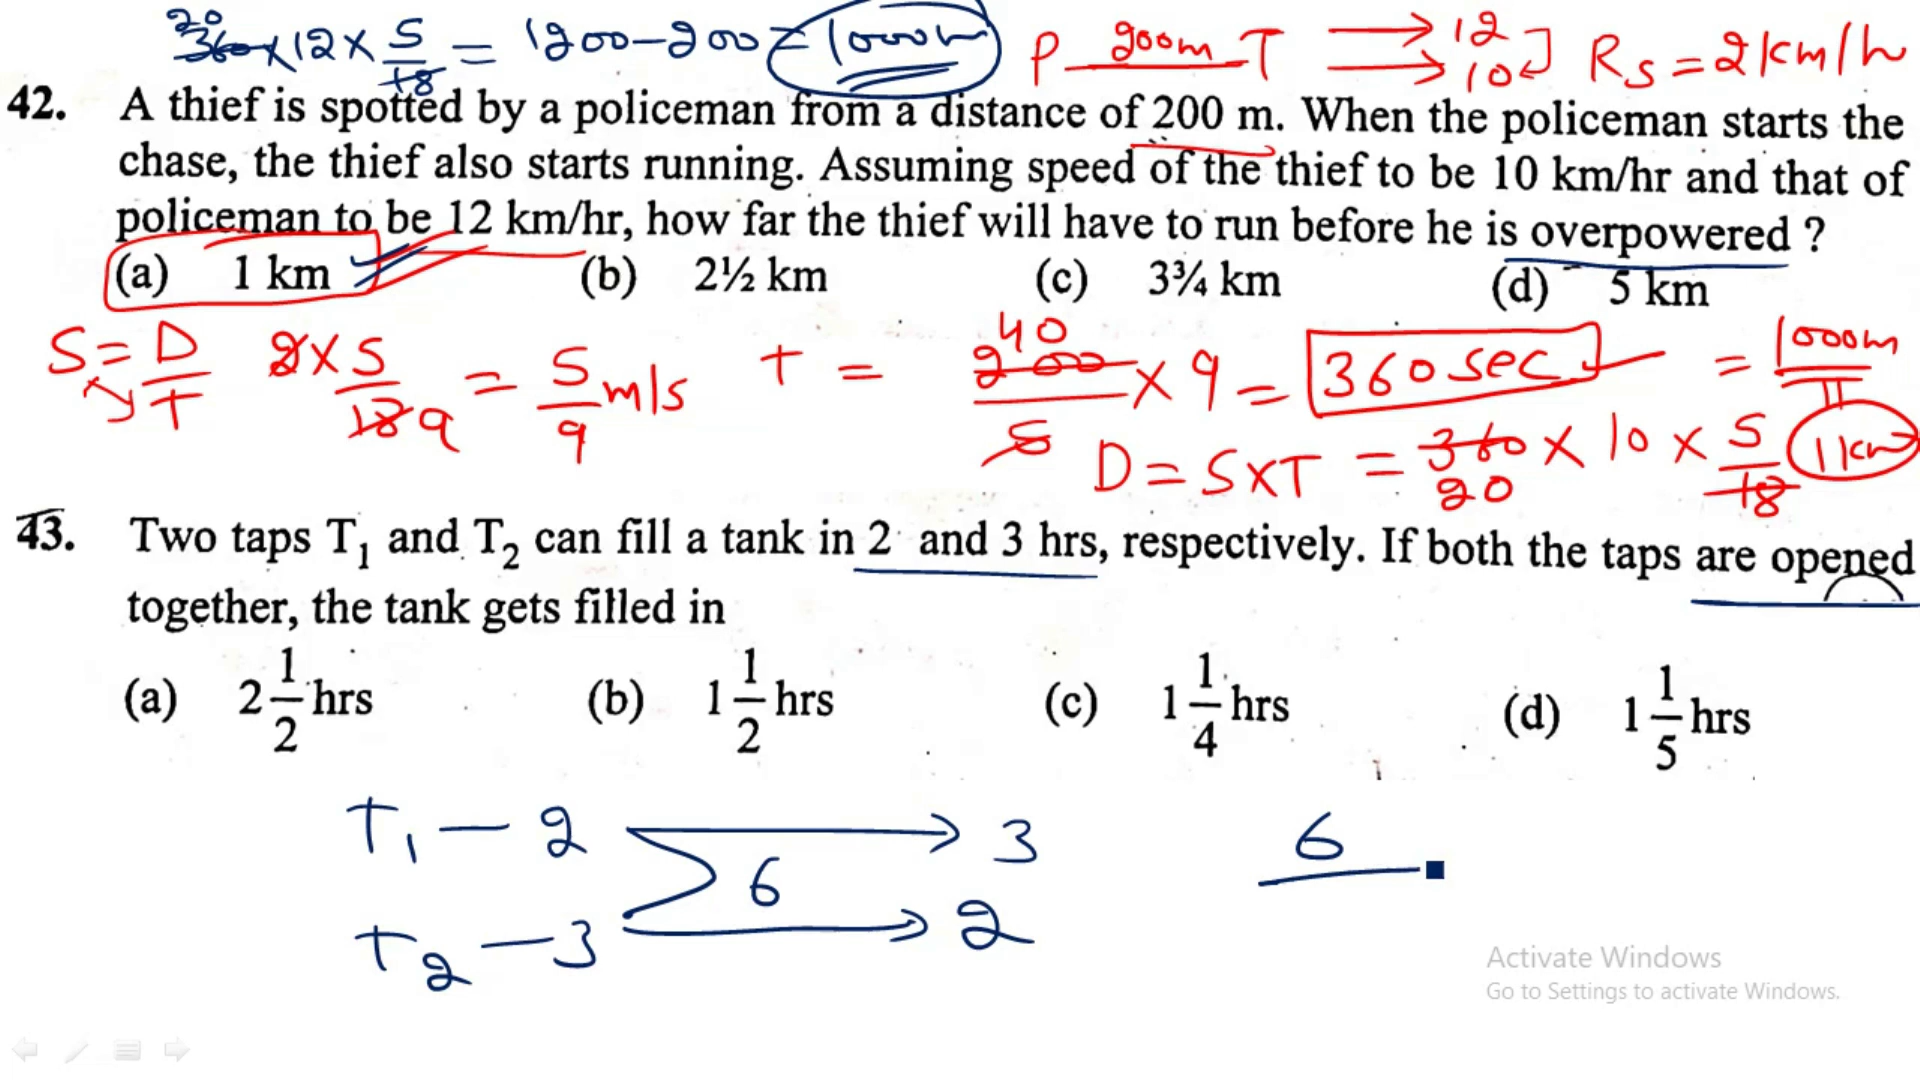 20
360 × 12 × 5/18 = 1200 - 200 = 1000m
P 200m T → 12 → 10 Rs = 2km/h
42. A thief is spotted by a policeman from a distance of 200 m. When the policeman starts the
chase, the thief also starts running. Assuming speed of the thief to be 10 km/hr and that of
policeman to be 12 km/hr, how far the thief will have to run before he is overpowered ?
(a) 1 km (b) 2½ km (c) 3¾ km (d) 5 km
S = D/T 2 × 5/18 9 = 5/9 m/s t = 200/5 40 × 9 = 360 sec = 1000m
D = S × T = 360 20 × 10 × 5/18 1 km
43. Two taps T₁ and T₂ can fill a tank in 2 and 3 hrs, respectively. If both the taps are opened
together, the tank gets filled in
(a) 2 1/2 hrs (b) 1 1/2 hrs (c) 1 1/4 hrs (d) 1 1/5 hrs
T₁ — 2 → 3 6
6
T₂ — 3 → 2
Activate Windows
Go to Settings to activate Windows.